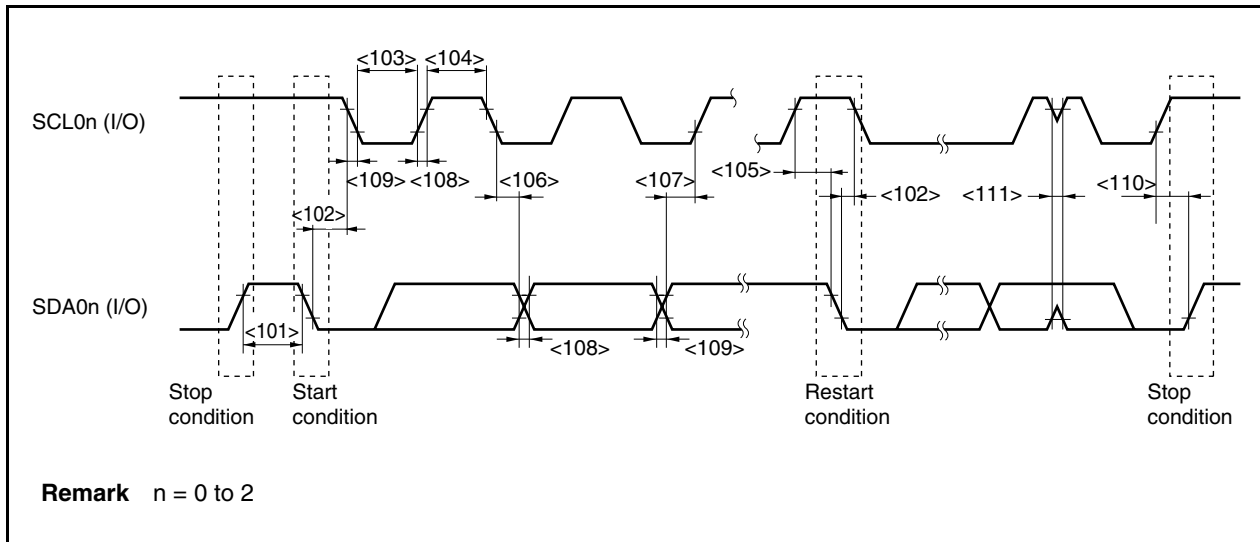 <103> <104>
SCL0n (I/O)
<109> <108> <106> <107> <105> <102> <111> <110>
<102>
SDA0n (I/O)
<101>
<108> <109>
Stop condition
Start condition
Restart condition
Stop condition
Remark n = 0 to 2